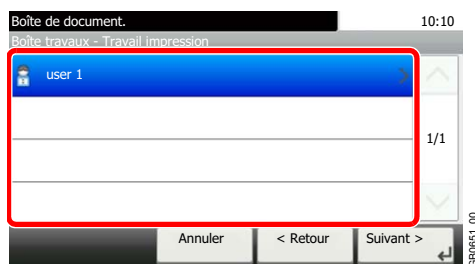 Boîte de document.
10:10
Boîte travaux - Travail impression
user 1
1/1
Annuler
< Retour
Suivant >